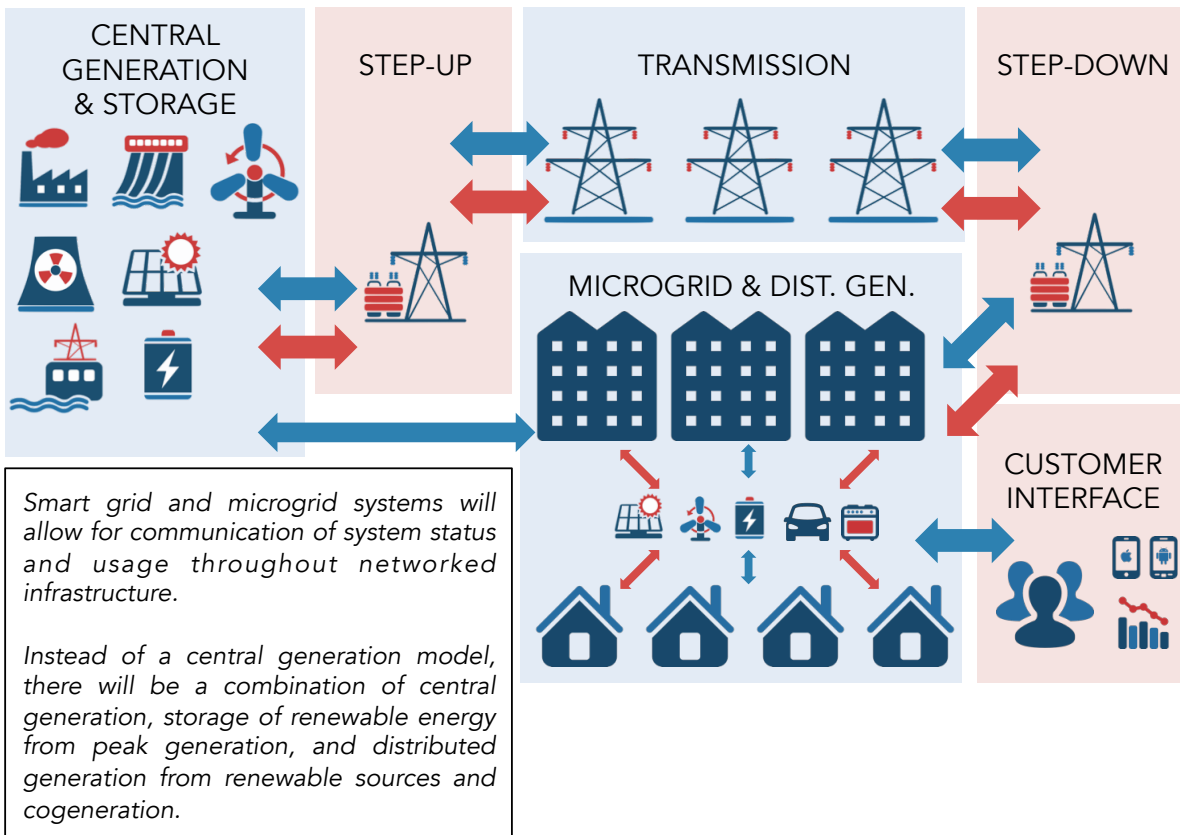 CENTRAL
GENERATION
& STORAGE
STEP-UP
TRANSMISSION
STEP-DOWN
MICROGRID & DIST. GEN.
CUSTOMER
INTERFACE
Smart grid and microgrid systems will
allow for communication of system status
and usage throughout networked
infrastructure.
Instead of a central generation model,
there will be a combination of central
generation, storage of renewable energy
from peak generation, and distributed
generation from renewable sources and
cogeneration.